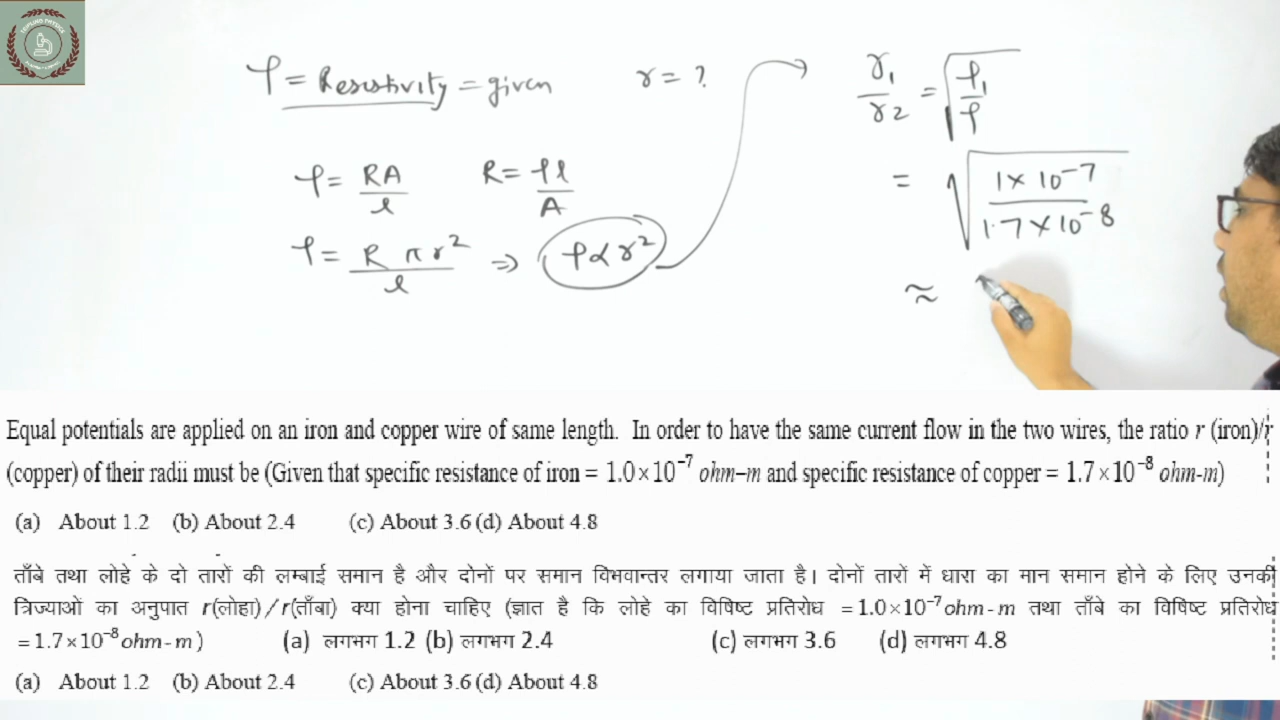 TOPLINO PHYSICS
ρ = Resistivity = given r = ?
ρ = RA/l R = ρl/A
ρ = Rπr²/l ⇒ ρ ∝ r²
r₁/r₂ = √(ρ₁/ρ)
= √(1 × 10⁻⁷/1.7 × 10⁻⁸)
≈
Equal potentials are applied on an iron and copper wire of same length. In order to have the same current flow in the two wires, the ratio r (iron)/r
(copper) of their radii must be (Given that specific resistance of iron = 1.0×10⁻⁷ ohm–m and specific resistance of copper = 1.7×10⁻⁸ ohm-m)
(a) About 1.2 (b) About 2.4 (c) About 3.6 (d) About 4.8
ताँबे तथा लोहे के दो तारों की लम्बाई समान है और दोनों पर समान विभवान्तर लगाया जाता है। दोनों तारों में धारा का मान समान होने के लिए उनकी
त्रिज्याओं का अनुपात r(लोहा) / r(ताँबा) क्या होना चाहिए (ज्ञात है कि लोहे का विषिष्ट प्रतिरोध =1.0×10⁻⁷ ohm-m तथा ताँबे का विषिष्ट प्रतिरोध
=1.7×10⁻⁸ ohm-m) (a) लगभग 1.2 (b) लगभग 2.4 (c) लगभग 3.6 (d) लगभग 4.8
(a) About 1.2 (b) About 2.4 (c) About 3.6 (d) About 4.8